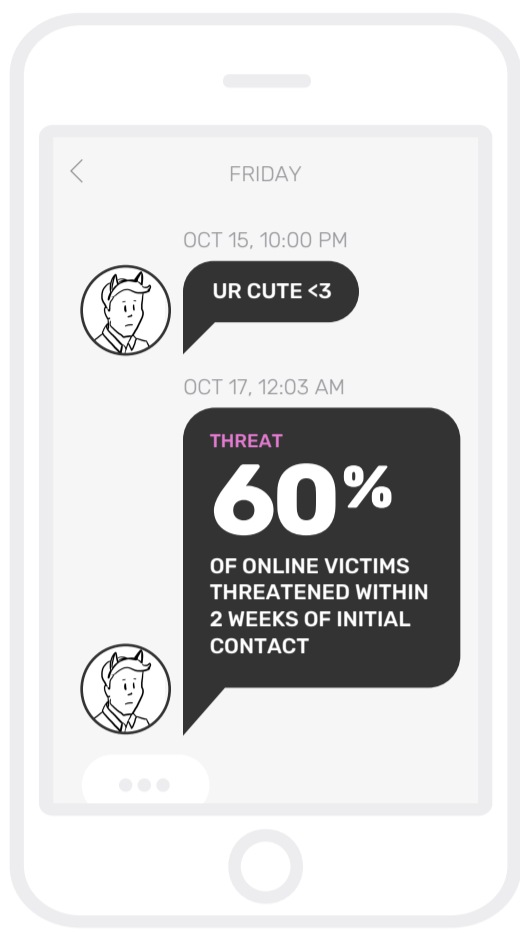 FRIDAY
OCT 15, 10:00 PM
UR CUTE <3
OCT 17, 12:03 AM
THREAT
60%
OF ONLINE VICTIMS
THREATENED WITHIN
2 WEEKS OF INITIAL
CONTACT